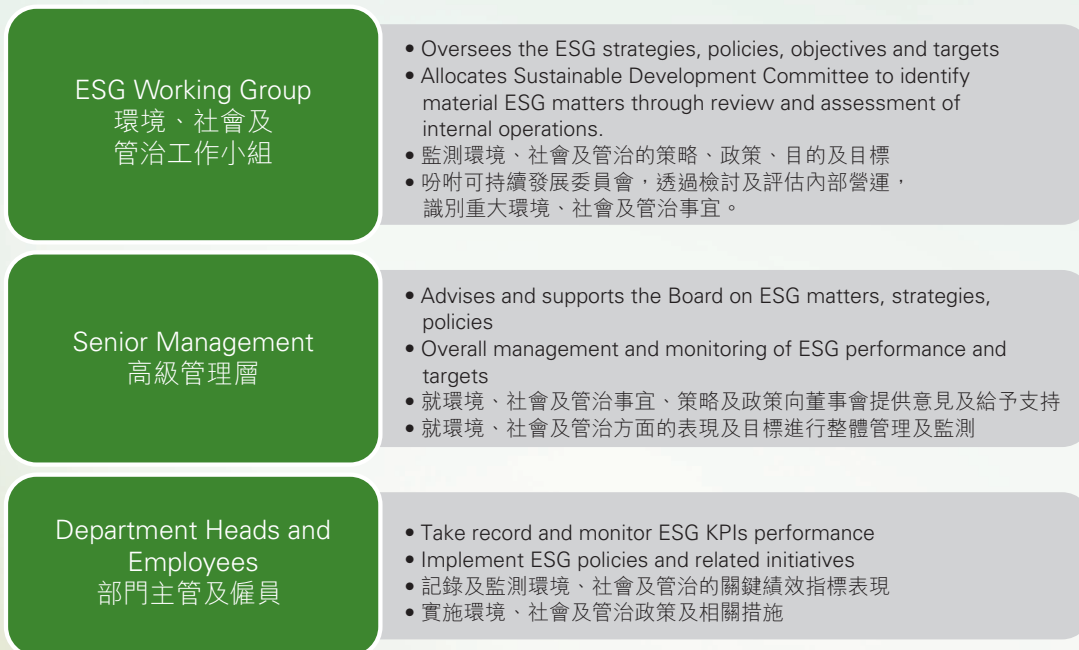 ESG Working Group
環境、社會及
管治工作小組
• Oversees the ESG strategies, policies, objectives and targets
• Allocates Sustainable Development Committee to identify
material ESG matters through review and assessment of
internal operations.
• 監測環境、社會及管治的策略、政策、目的及目標
• 吩咐可持續發展委員會，透過檢討及評估內部營運，
識別重大環境、社會及管治事宜。
Senior Management
高級管理層
• Advises and supports the Board on ESG matters, strategies,
policies
• Overall management and monitoring of ESG performance and
targets
• 就環境、社會及管治事宜、策略及政策向董事會提供意見及給予支持
• 就環境、社會及管治方面的表現及目標進行整體管理及監測
Department Heads and
Employees
部門主管及僱員
• Take record and monitor ESG KPIs performance
• Implement ESG policies and related initiatives
• 記錄及監測環境、社會及管治的關鍵績效指標表現
• 實施環境、社會及管治政策及相關措施